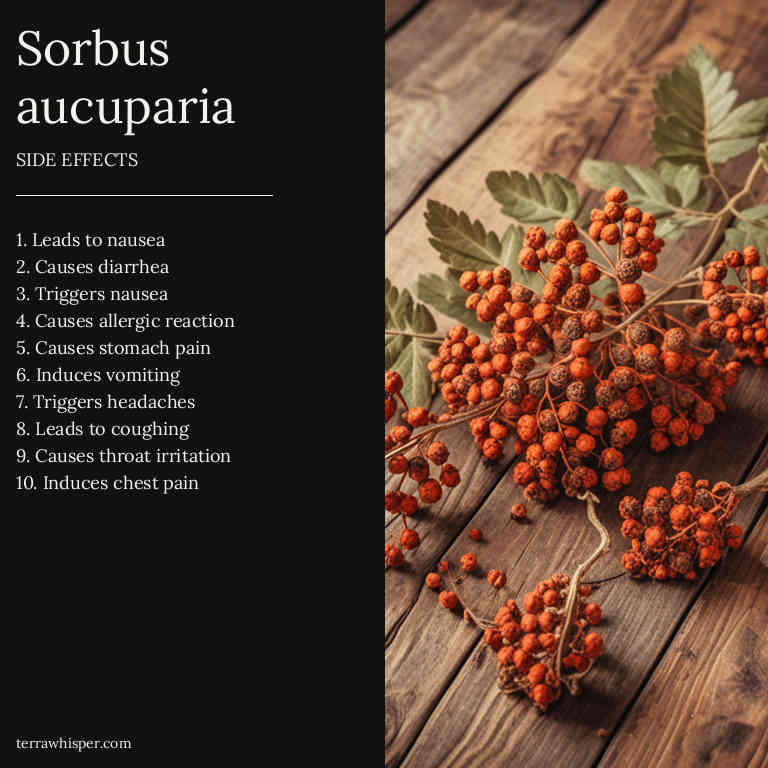 Sorbus
aucuparia
SIDE EFFECTS
1. Leads to nausea
2. Causes diarrhea
3. Triggers nausea
4. Causes allergic reaction
5. Causes stomach pain
6. Induces vomiting
7. Triggers headaches
8. Leads to coughing
9. Causes throat irritation
10. Induces chest pain
terrawhisper.com